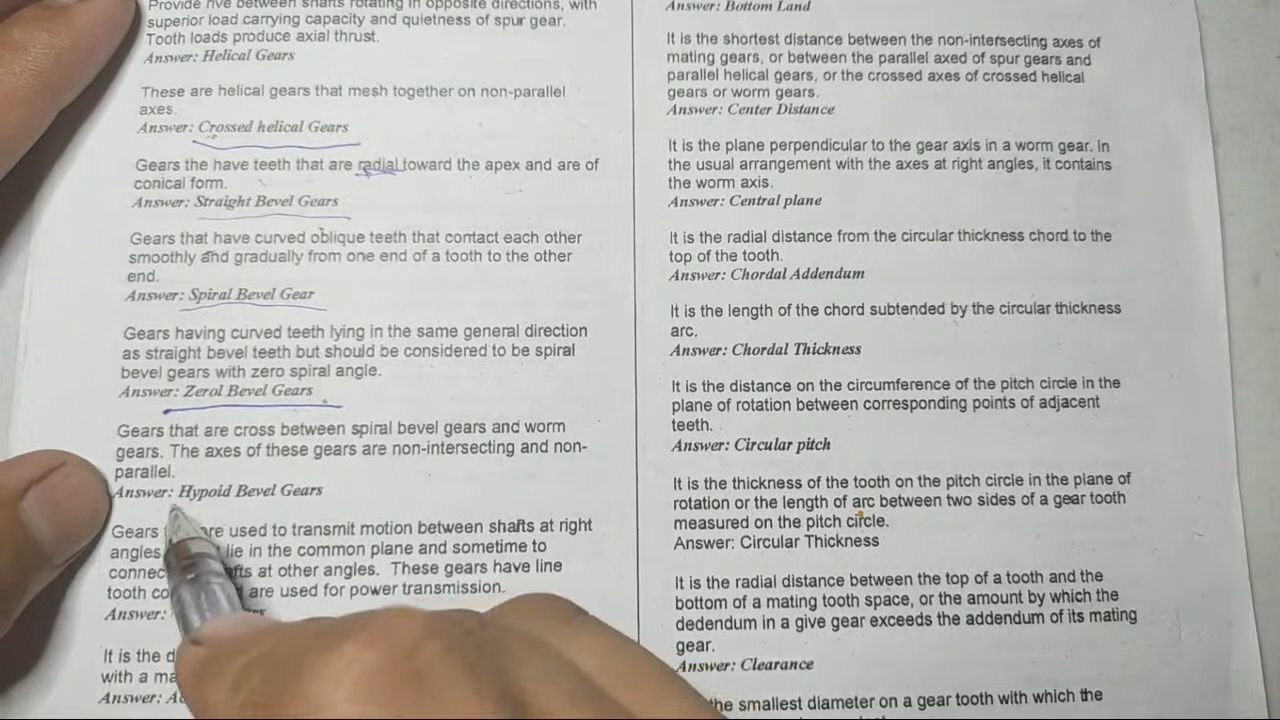 Provide five between shafts rotating in opposite directions, with
superior load carrying capacity and quietness of spur gear.
Tooth loads produce axial thrust.
Answer: Helical Gears
These are helical gears that mesh together on non-parallel
axes.
Answer: Crossed helical Gears
Gears the have teeth that are radial toward the apex and are of
conical form.
Answer: Straight Bevel Gears
Gears that have curved oblique teeth that contact each other
smoothly and gradually from one end of a tooth to the other
end.
Answer: Spiral Bevel Gear
Gears having curved teeth lying in the same general direction
as straight bevel teeth but should be considered to be spiral
bevel gears with zero spiral angle.
Answer: Zerol Bevel Gears
Gears that are cross between spiral bevel gears and worm
gears. The axes of these gears are non-intersecting and non-
parallel.
Answer: Hypoid Bevel Gears
Gears are used to transmit motion between shafts at right
angles lie in the common plane and sometime to
at other angles. These gears have line
tooth are used for power transmission.
Answer:
It is the
with a
Answer:
Answer: Bottom Land
It is the shortest distance between the non-intersecting axes of
mating gears, or between the parallel axed of spur gears and
parallel helical gears, or the crossed axes of crossed helical
gears or worm gears.
Answer: Center Distance
It is the plane perpendicular to the gear axis in a worm gear. In
the usual arrangement with the axes at right angles, it contains
the worm axis.
Answer: Central plane
It is the radial distance from the circular thickness chord to the
top of the tooth.
Answer: Chordal Addendum
It is the length of the chord subtended by the circular thickness
arc.
Answer: Chordal Thickness
It is the distance on the circumference of the pitch circle in the
plane of rotation between corresponding points of adjacent
teeth.
Answer: Circular pitch
It is the thickness of the tooth on the pitch circle in the plane of
rotation or the length of arc between two sides of a gear tooth
measured on the pitch circle.
Answer: Circular Thickness
It is the radial distance between the top of a tooth and the
bottom of a mating tooth space, or the amount by which the
dedendum in a give gear exceeds the addendum of its mating
gear.
Answer: Clearance
the smallest diameter on a gear tooth with which the